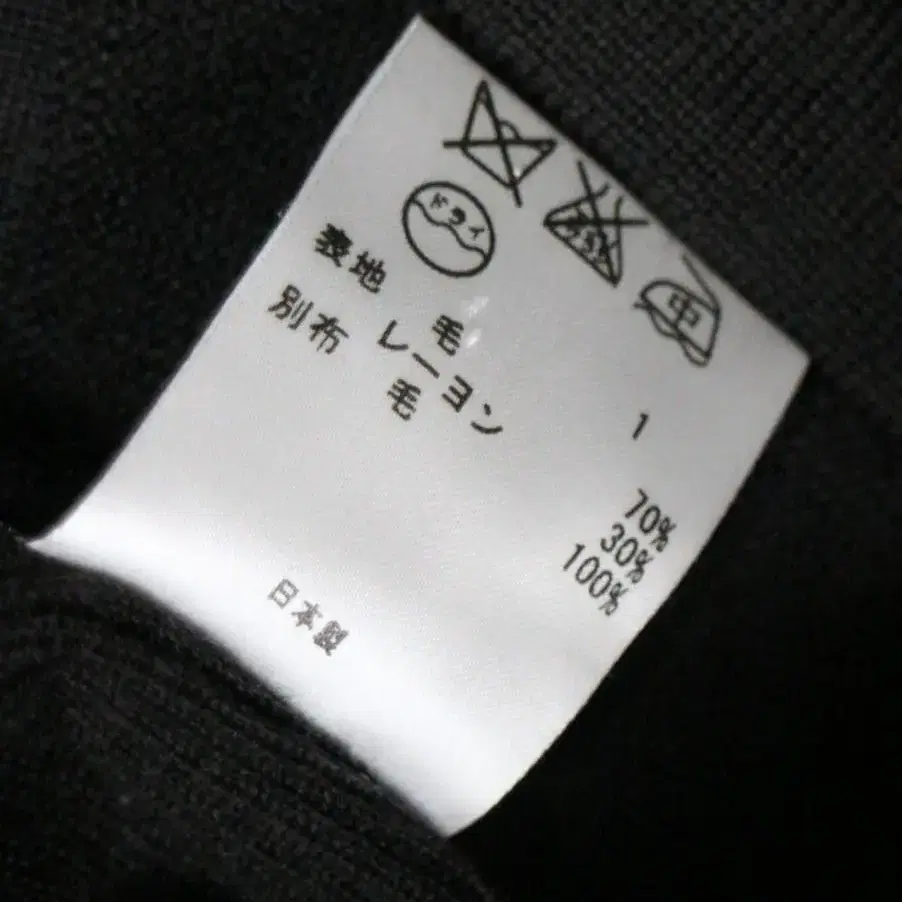 ドライ
中
1
表地 毛 70%
レーヨン 30%
別布 毛 100%
日本製